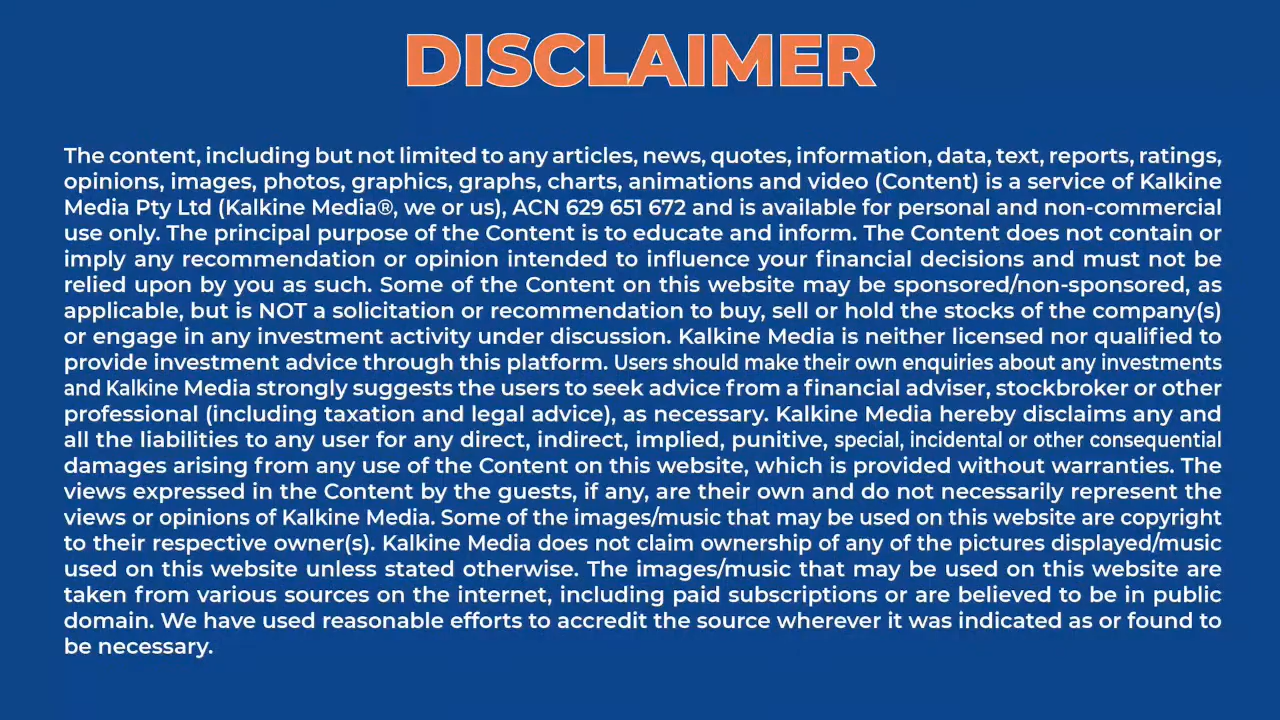 DISCLAIMER
The content, including but not limited to any articles, news, quotes, information, data, text, reports, ratings,
opinions, images, photos, graphics, graphs, charts, animations and video (Content) is a service of Kalkine
Media Pty Ltd (Kalkine Media®, we or us), ACN 629 651 672 and is available for personal and non-commercial
use only. The principal purpose of the Content is to educate and inform. The Content does not contain or
imply any recommendation or opinion intended to influence your financial decisions and must not be
relied upon by you as such. Some of the Content on this website may be sponsored/non-sponsored, as
applicable, but is NOT a solicitation or recommendation to buy, sell or hold the stocks of the company(s)
or engage in any investment activity under discussion. Kalkine Media is neither licensed nor qualified to
provide investment advice through this platform. Users should make their own enquiries about any investments
and Kalkine Media strongly suggests the users to seek advice from a financial adviser, stockbroker or other
professional (including taxation and legal advice), as necessary. Kalkine Media hereby disclaims any and
all the liabilities to any user for any direct, indirect, implied, punitive, special, incidental or other consequential
damages arising from any use of the Content on this website, which is provided without warranties. The
views expressed in the Content by the guests, if any, are their own and do not necessarily represent the
views or opinions of Kalkine Media. Some of the images/music that may be used on this website are copyright
to their respective owner(s). Kalkine Media does not claim ownership of any of the pictures displayed/music
used on this website unless stated otherwise. The images/music that may be used on this website are
taken from various sources on the internet, including paid subscriptions or are believed to be in public
domain. We have used reasonable efforts to accredit the source wherever it was indicated as or found to
be necessary.